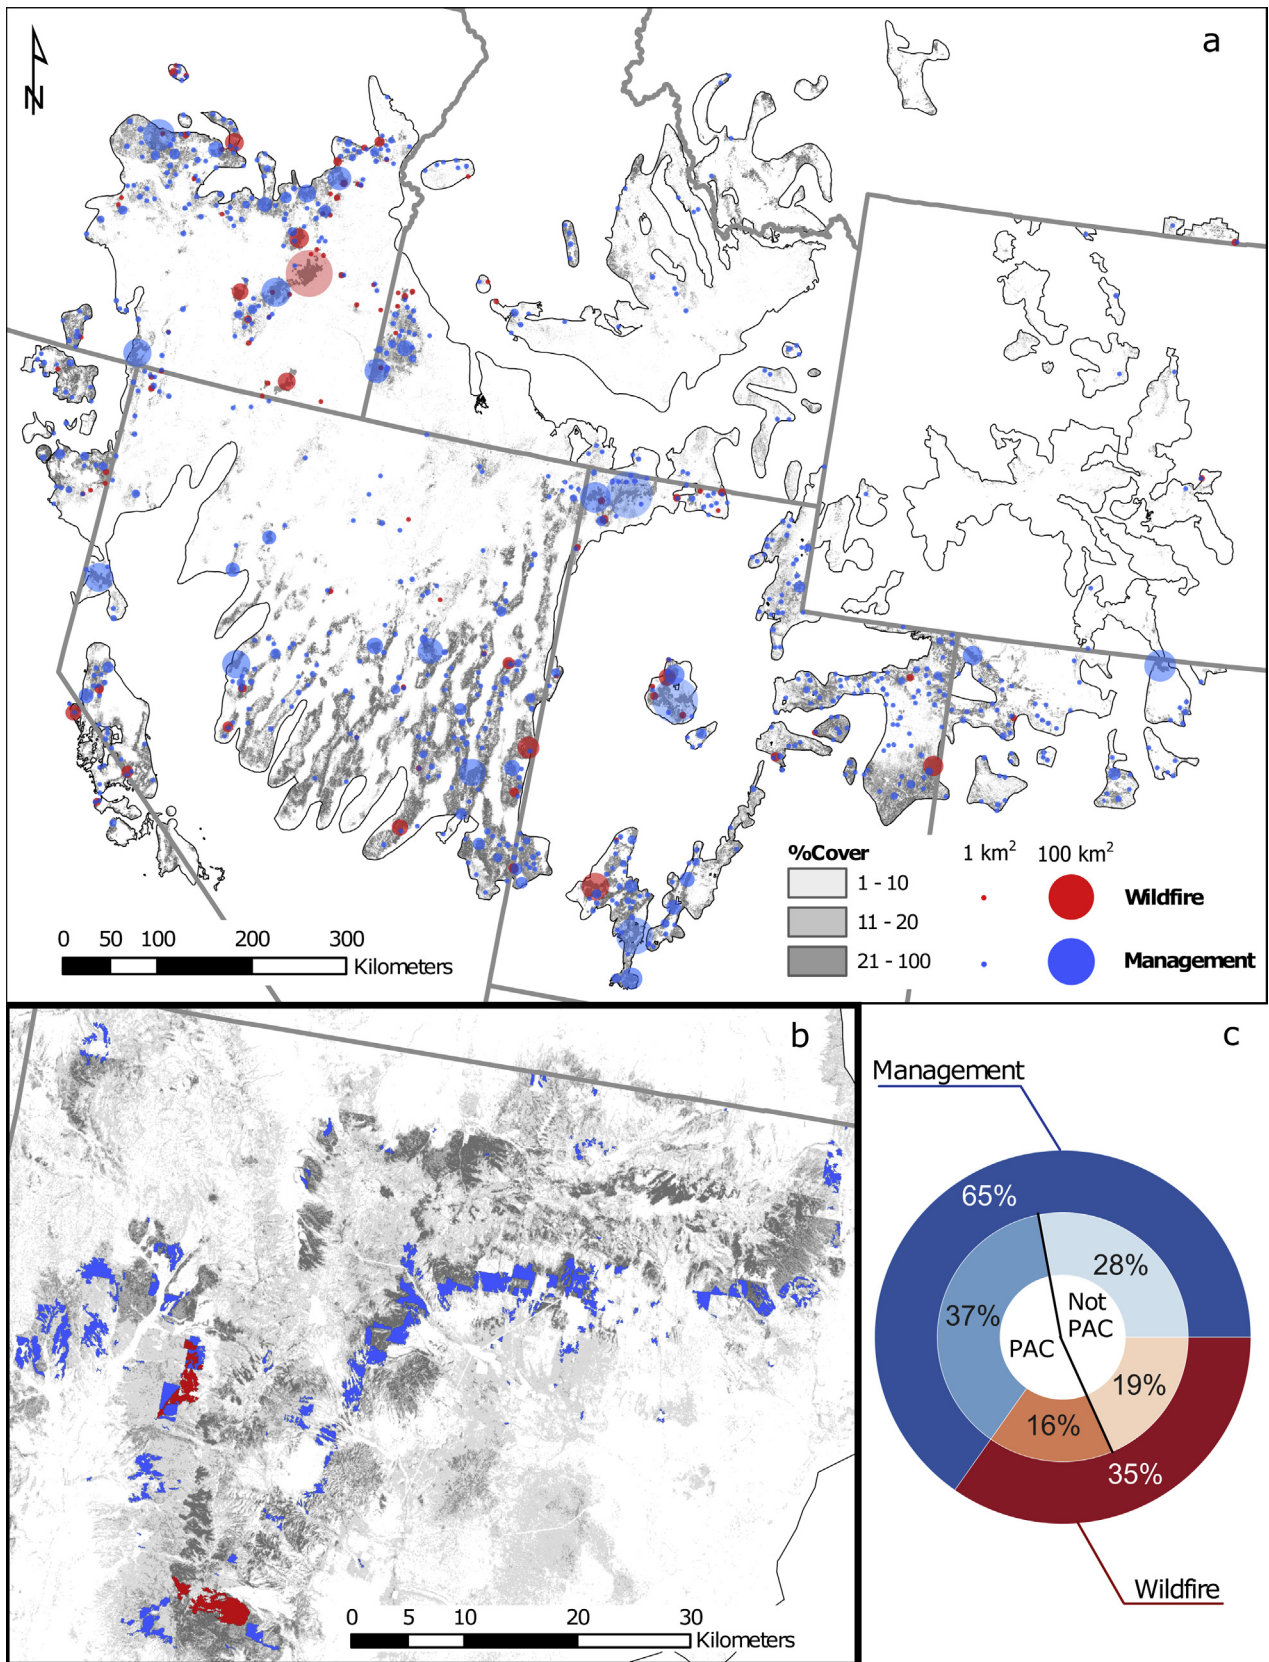 a
N
%Cover
1 km²
100 km²
1 - 10
11 - 20
21 - 100
Wildfire
Management
0 50 100 200 300
Kilometers
b
0 5 10 20 30
Kilometers
c
Management
65%
28%
37%
Not
PAC
PAC
19%
16%
35%
Wildfire